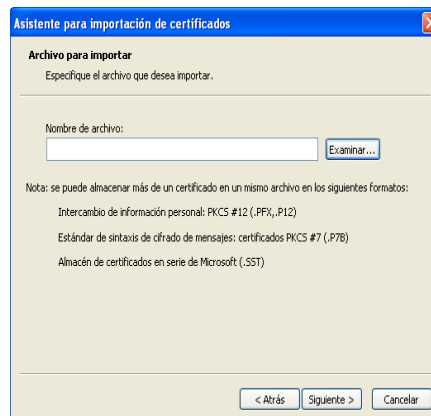 Asistente para importación de certificados
Archivo para importar
Especifique el archivo que desea importar.
Nombre de archivo:
Examinar...
Nota: se puede almacenar más de un certificado en un mismo archivo en los siguientes formatos:
Intercambio de información personal: PKCS #12 (.PFX,.P12)
Estándar de sintaxis de cifrado de mensajes: certificados PKCS #7 (.P7B)
Almacén de certificados en serie de Microsoft (.SST)
< Atrás Siguiente > Cancelar